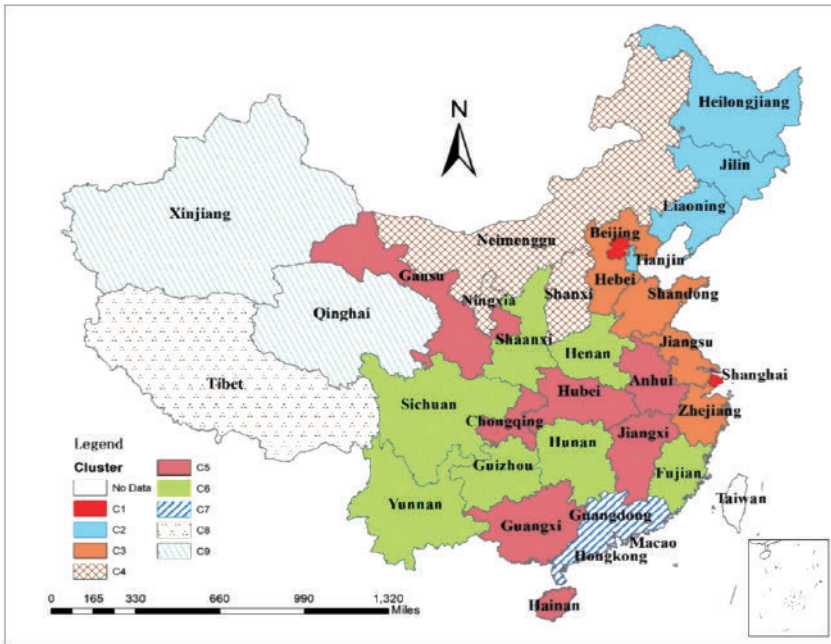 N
Heilongjiang
Jilin
Liaoning
Xinjiang
Beijing
Neimenggu
Tianjin
Gausu
Hebei
Ningxia
Shanxi
Shandong
Qinghai
Shaanxi
Jiangsu
Henan
Shanghai
Tibet
Anhui
Hubei
Sichuan
Zhejiang
Chongqing
Jiangxi
Hunan
Guizhou
Fujian
Yunnan
Taiwan
Guangxi
Guangdong
Macao
Hongkong
Hainan
Legend
Cluster
No Data
C1
C2
C3
C4
C5
C6
C7
C8
C9
0 165 330 660 990 1,320
Miles